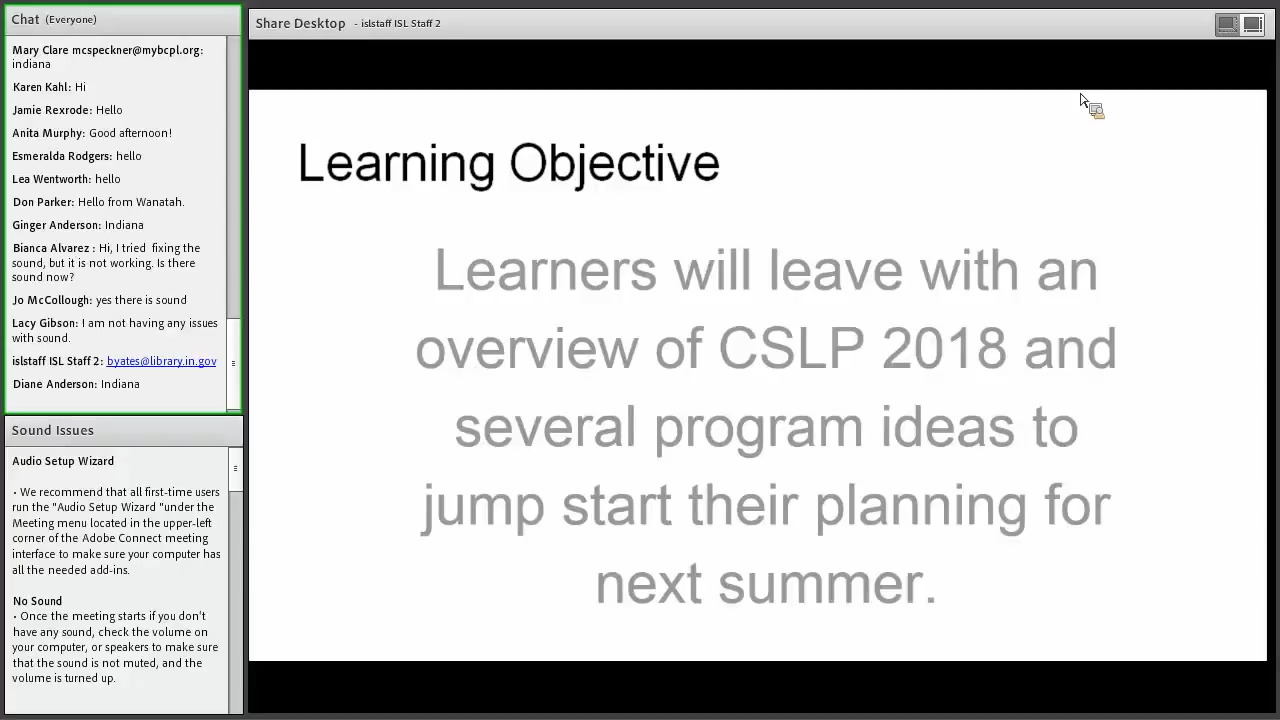 Chat (Everyone)
Mary Clare mcspeckner@mybcpl.org:
indiana
Karen Kahl: Hi
Jamie Rexrode: Hello
Anita Murphy: Good afternoon!
Esmeralda Rodgers: hello
Lea Wentworth: hello
Don Parker: Hello from Wanatah.
Ginger Anderson: Indiana
Bianca Alvarez : Hi, I tried fixing the
sound, but it is not working. Is there
sound now?
Jo McCollough: yes there is sound
Lacy Gibson: I am not having any issues
with sound.
islstaff ISL Staff 2: byates@library.in.gov
Diane Anderson: Indiana
Sound Issues
Audio Setup Wizard
• We recommend that all first-time users
run the "Audio Setup Wizard "under the
Meeting menu located in the upper-left
corner of the Adobe Connect meeting
interface to make sure your computer has
all the needed add-ins.
No Sound
• Once the meeting starts if you don't
have any sound, check the volume on
your computer, or speakers to make sure
that the sound is not muted, and the
volume is turned up.
Share Desktop - islstaff ISL Staff 2
Learning Objective
Learners will leave with an
overview of CSLP 2018 and
several program ideas to
jump start their planning for
next summer.